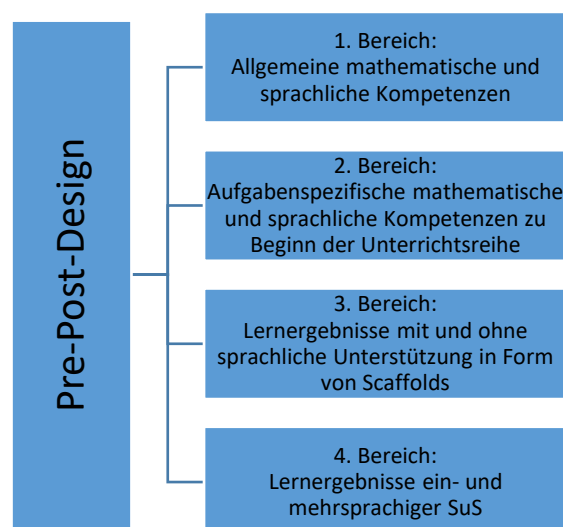 Pre-Post-Design
1. Bereich:
Allgemeine mathematische und
sprachliche Kompetenzen
2. Bereich:
Aufgabenspezifische mathematische
und sprachliche Kompetenzen zu
Beginn der Unterrichtsreihe
3. Bereich:
Lernergebnisse mit und ohne
sprachliche Unterstützung in Form
von Scaffolds
4. Bereich:
Lernergebnisse ein- und
mehrsprachiger SuS